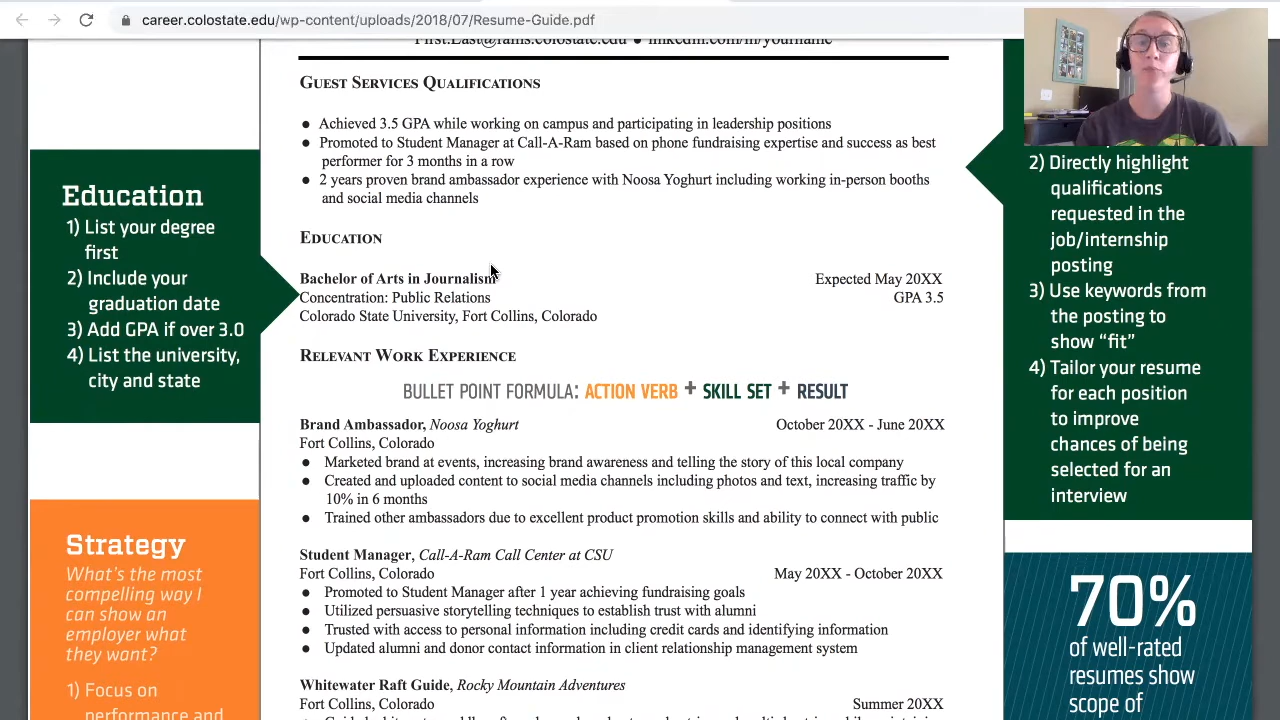 career.colostate.edu/wp-content/uploads/2018/07/Resume-Guide.pdf
First.Last@rams.colostate.edu ● linkedin.com/in/yourname
Guest Services Qualifications
● Achieved 3.5 GPA while working on campus and participating in leadership positions
● Promoted to Student Manager at Call-A-Ram based on phone fundraising expertise and success as best
performer for 3 months in a row
● 2 years proven brand ambassador experience with Noosa Yoghurt including working in-person booths
and social media channels
Education
Bachelor of Arts in Journalism Expected May 20XX
Concentration: Public Relations GPA 3.5
Colorado State University, Fort Collins, Colorado
Relevant Work Experience
BULLET POINT FORMULA: ACTION VERB + SKILL SET + RESULT
Brand Ambassador, Noosa Yoghurt October 20XX - June 20XX
Fort Collins, Colorado
● Marketed brand at events, increasing brand awareness and telling the story of this local company
● Created and uploaded content to social media channels including photos and text, increasing traffic by
10% in 6 months
● Trained other ambassadors due to excellent product promotion skills and ability to connect with public
Student Manager, Call-A-Ram Call Center at CSU
Fort Collins, Colorado May 20XX - October 20XX
● Promoted to Student Manager after 1 year achieving fundraising goals
● Utilized persuasive storytelling techniques to establish trust with alumni
● Trusted with access to personal information including credit cards and identifying information
● Updated alumni and donor contact information in client relationship management system
Whitewater Raft Guide, Rocky Mountain Adventures
Fort Collins, Colorado Summer 20XX
Education
1) List your degree
first
2) Include your
graduation date
3) Add GPA if over 3.0
4) List the university,
city and state
Strategy
What's the most
compelling way I
can show an
employer what
they want?
1) Focus on
performance and
2) Directly highlight
qualifications
requested in the
job/internship
posting
3) Use keywords from
the posting to
show "fit"
4) Tailor your resume
for each position
to improve
chances of being
selected for an
interview
70%
of well-rated
resumes show
scope of